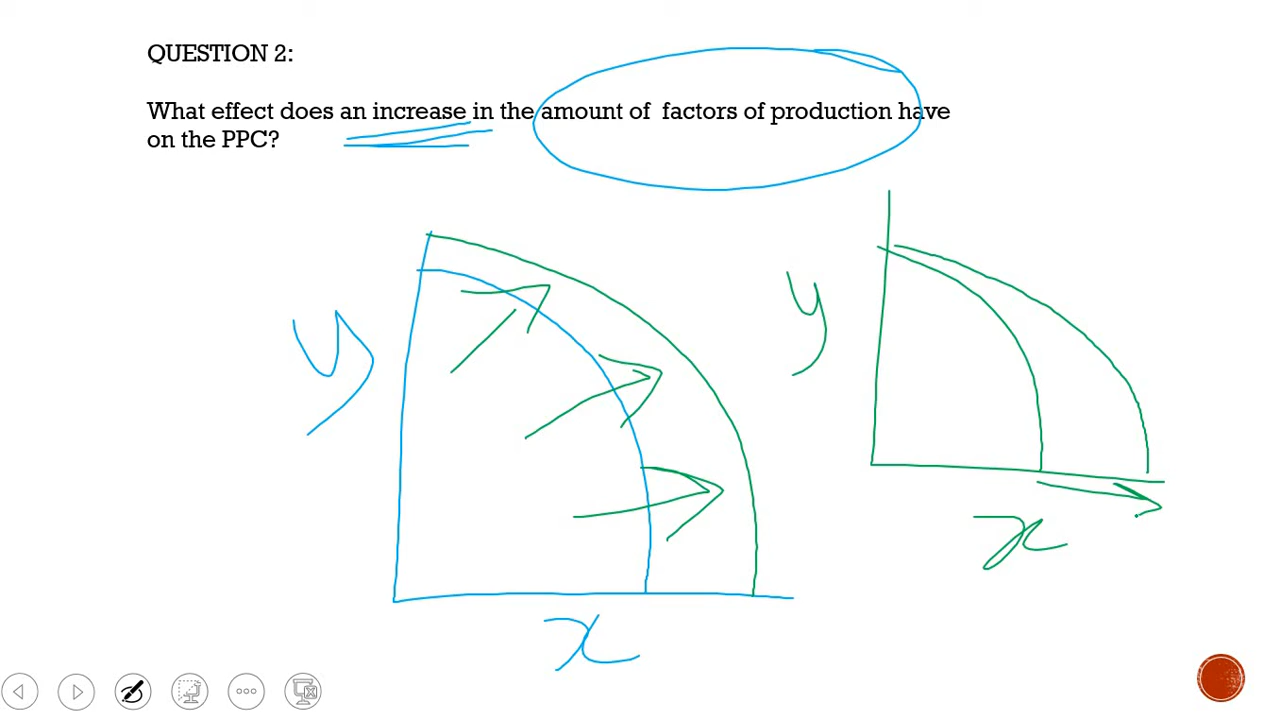 QUESTION 2:
What effect does an increase in the amount of  factors of production have
on the PPC?
y
y
x
x